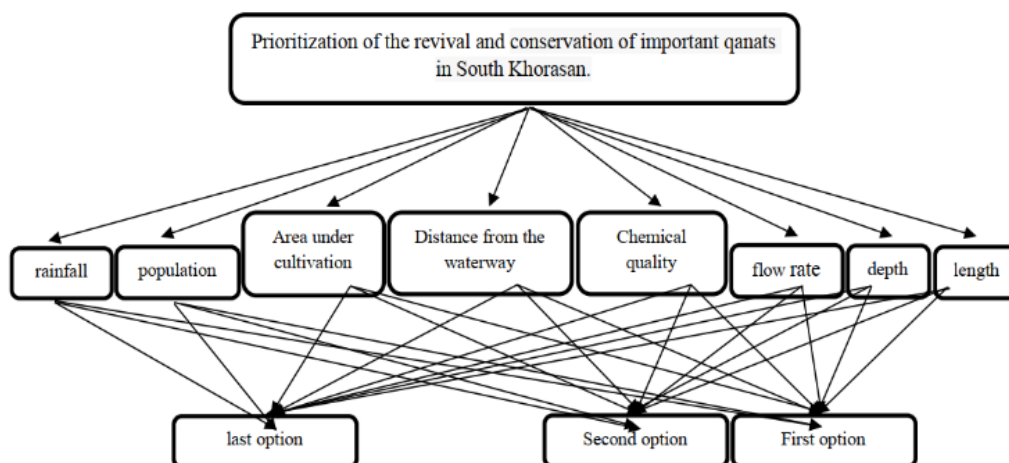 Prioritization of the revival and conservation of important qanats
in South Khorasan.
rainfall
population
Area under
cultivation
Distance from the
waterway
Chemical
quality
flow rate
depth
length
last option
Second option
First option